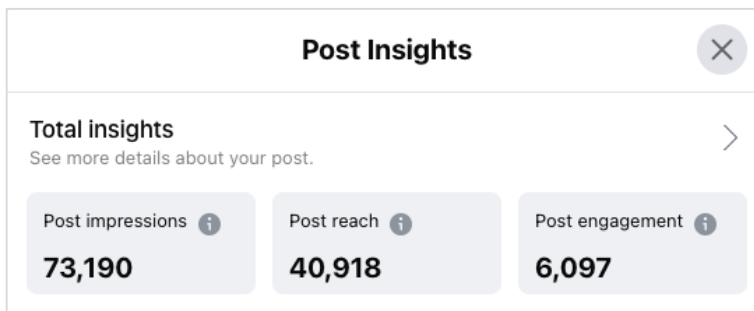 Post Insights
Total insights
See more details about your post.
Post impressions
73,190
Post reach
40,918
Post engagement
6,097